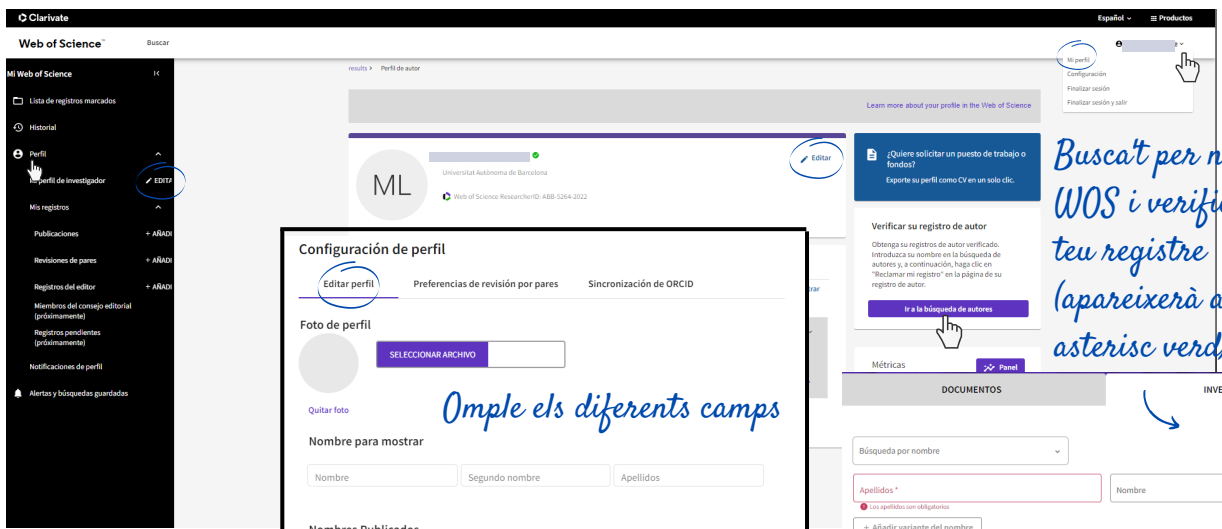 Clarivate
Español
Productos
Web of Science™
Buscar
Mi perfil
Configuración
Finalizar sesión
Finalizar sesión y salir
Mi Web of Science
Lista de registros marcados
Historial
Perfil
Mi perfil de investigador
EDITA
Mis registros
Publicaciones
+ AÑADI
Revisiones de pares
+ AÑADI
Registros del editor
+ AÑADI
Miembros del consejo editorial
(próximamente)
Registros pendientes
(próximamente)
Notificaciones de perfil
Alertas y búsquedas guardadas
results > Perfil de autor
Learn more about your profile in the Web of Science
ML
Universitat Autònoma de Barcelona
Web of Science ResearcherID: ABB-5264-2022
Editar
¿Quiere solicitar un puesto de trabajo o
fondos?
Exporte su perfil como CV en un solo clic.
Verificar su registro de autor
Obtenga su registros de autor verificado.
Introduzca su nombre en la búsqueda de
autores y, a continuación, haga clic en
"Reclamar mi registro" en la página de su
registro de autor.
Ir a la búsqueda de autores
Métricas
Panel
Busca't per n
WOS i verifi
teu registre
(apareixerà a
asterisc verd
Configuración de perfil
Editar perfil
Preferencias de revisión por pares
Sincronización de ORCID
Foto de perfil
SELECCIONAR ARCHIVO
Quitar foto
Omple els diferents camps
Nombre para mostrar
Nombre
Segundo nombre
Apellidos
Nombres Publicados
DOCUMENTOS
INVE
Búsqueda por nombre
Apellidos *
Los apellidos son obligatorios
Nombre
+ Añadir variante del nombre